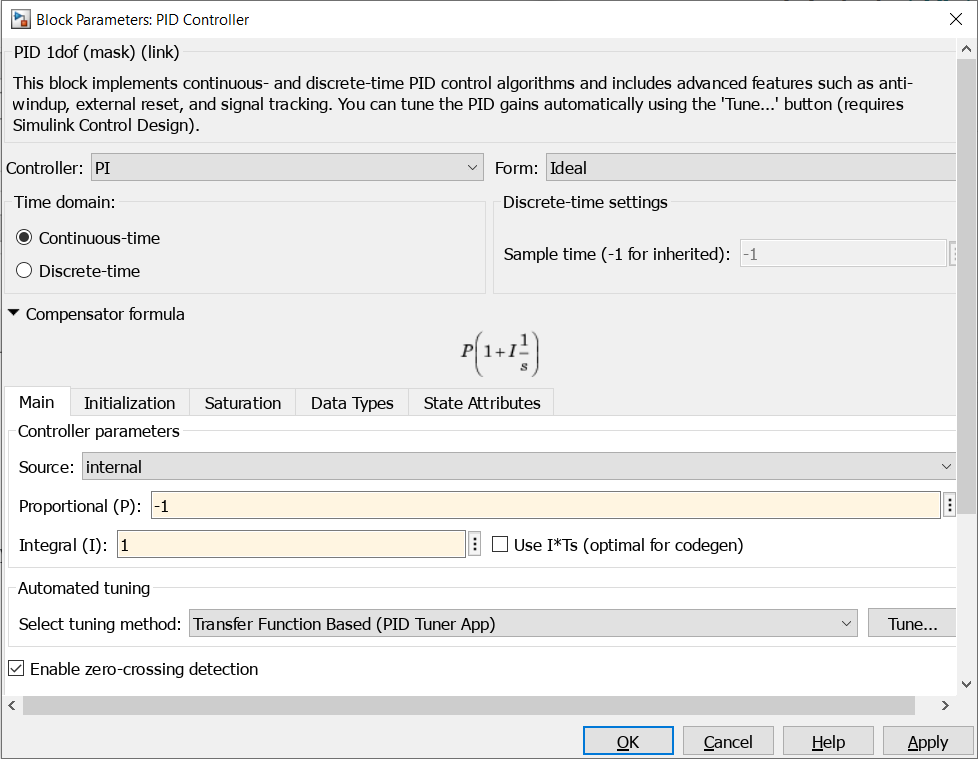 Block Parameters: PID Controller
PID 1dof (mask) (link)
This block implements continuous- and discrete-time PID control algorithms and includes advanced features such as anti-
windup, external reset, and signal tracking. You can tune the PID gains automatically using the 'Tune...' button (requires
Simulink Control Design).
Controller: PI Form: Ideal
Time domain: Discrete-time settings
Continuous-time
Sample time (-1 for inherited): -1
Discrete-time
Compensator formula
P(1+I 1/s)
Main Initialization Saturation Data Types State Attributes
Controller parameters
Source: internal
Proportional (P): -1
Integral (I): 1 Use I*Ts (optimal for codegen)
Automated tuning
Select tuning method: Transfer Function Based (PID Tuner App) Tune...
Enable zero-crossing detection
OK Cancel Help Apply